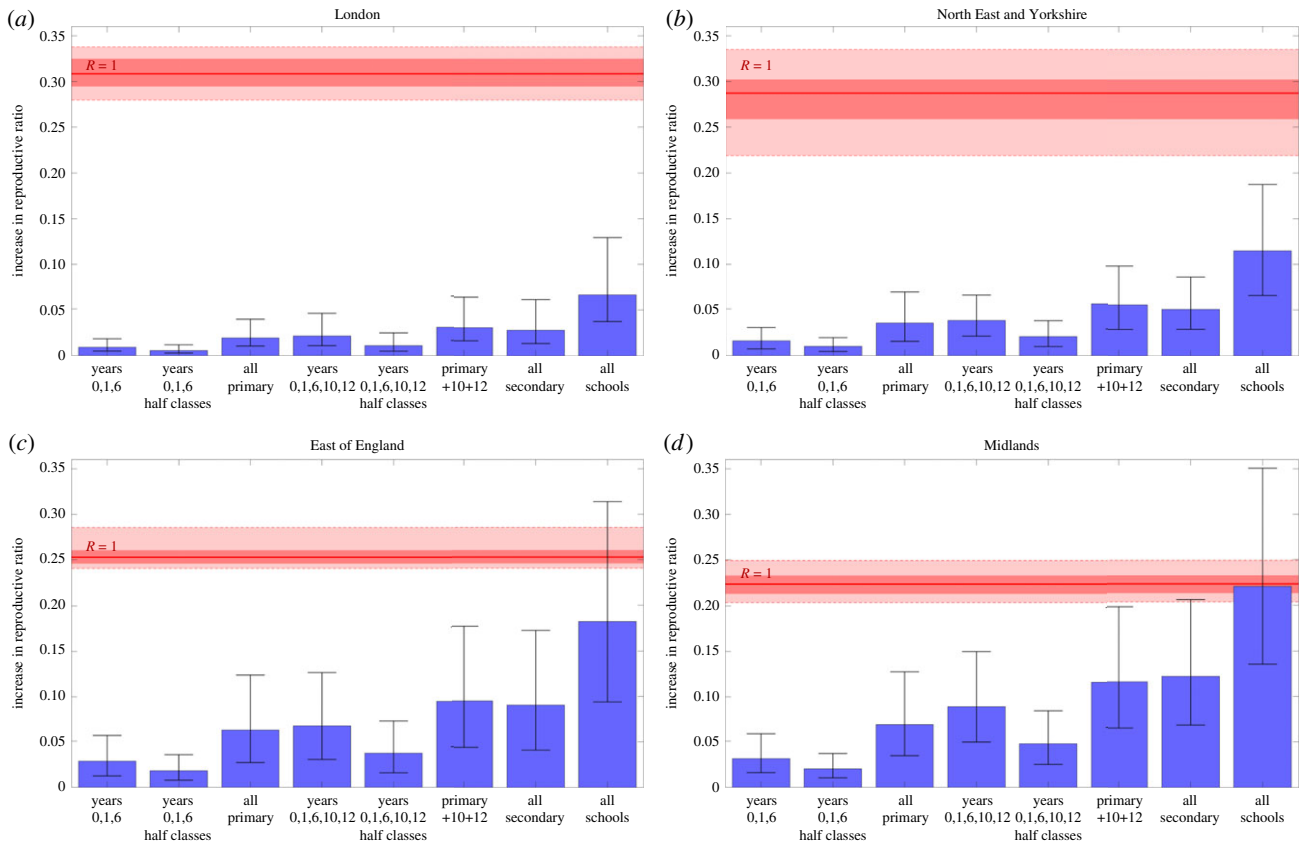 (a)
London
0.35
0.30
0.25
0.20
0.15
0.10
0.05
0
increase in reproductive ratio
R = 1
years years all years years primary all all
0,1,6 0,1,6 primary 0,1,6,10,12 0,1,6,10,12 +10+12 secondary schools
half classes half classes
(b)
North East and Yorkshire
0.35
0.30
0.25
0.20
0.15
0.10
0.05
0
increase in reproductive ratio
R = 1
years years all years years primary all all
0,1,6 0,1,6 primary 0,1,6,10,12 0,1,6,10,12 +10+12 secondary schools
half classes half classes
(c)
East of England
0.35
0.30
0.25
0.20
0.15
0.10
0.05
0
increase in reproductive ratio
R = 1
years years all years years primary all all
0,1,6 0,1,6 primary 0,1,6,10,12 0,1,6,10,12 +10+12 secondary schools
half classes half classes
(d)
Midlands
0.35
0.30
0.25
0.20
0.15
0.10
0.05
0
increase in reproductive ratio
R = 1
years years all years years primary all all
0,1,6 0,1,6 primary 0,1,6,10,12 0,1,6,10,12 +10+12 secondary schools
half classes half classes